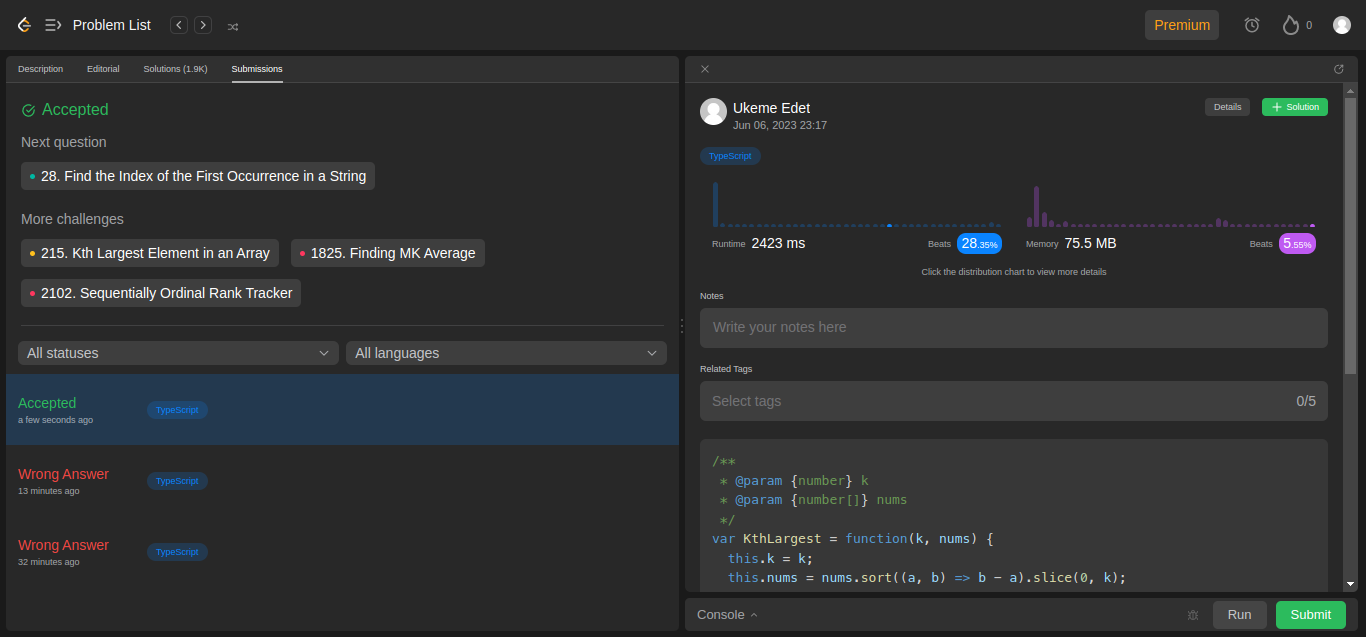 Problem List
Premium
0
Description Editorial Solutions (1.9K) Submissions
Accepted
Next question
28. Find the Index of the First Occurrence in a String
More challenges
215. Kth Largest Element in an Array
1825. Finding MK Average
2102. Sequentially Ordinal Rank Tracker
All statuses
All languages
Accepted
a few seconds ago
TypeScript
Wrong Answer
13 minutes ago
TypeScript
Wrong Answer
32 minutes ago
TypeScript
Ukeme Edet
Jun 06, 2023 23:17
Details
Solution
TypeScript
Runtime 2423 ms
Beats 28.35%
Memory 75.5 MB
Beats 5.55%
Click the distribution chart to view more details
Notes
Write your notes here
Related Tags
Select tags
0/5
/**
* @param {number} k
* @param {number[]} nums
*/
var KthLargest = function(k, nums) {
this.k = k;
this.nums = nums.sort((a, b) => b - a).slice(0, k);
Console
Run
Submit